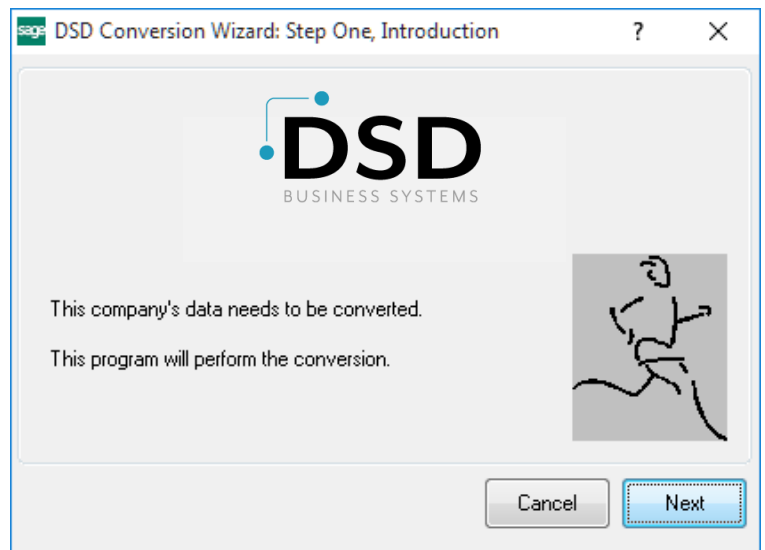 sage DSD Conversion Wizard: Step One, Introduction ?
DSD
BUSINESS SYSTEMS
This company's data needs to be converted.
This program will perform the conversion.
Cancel Next